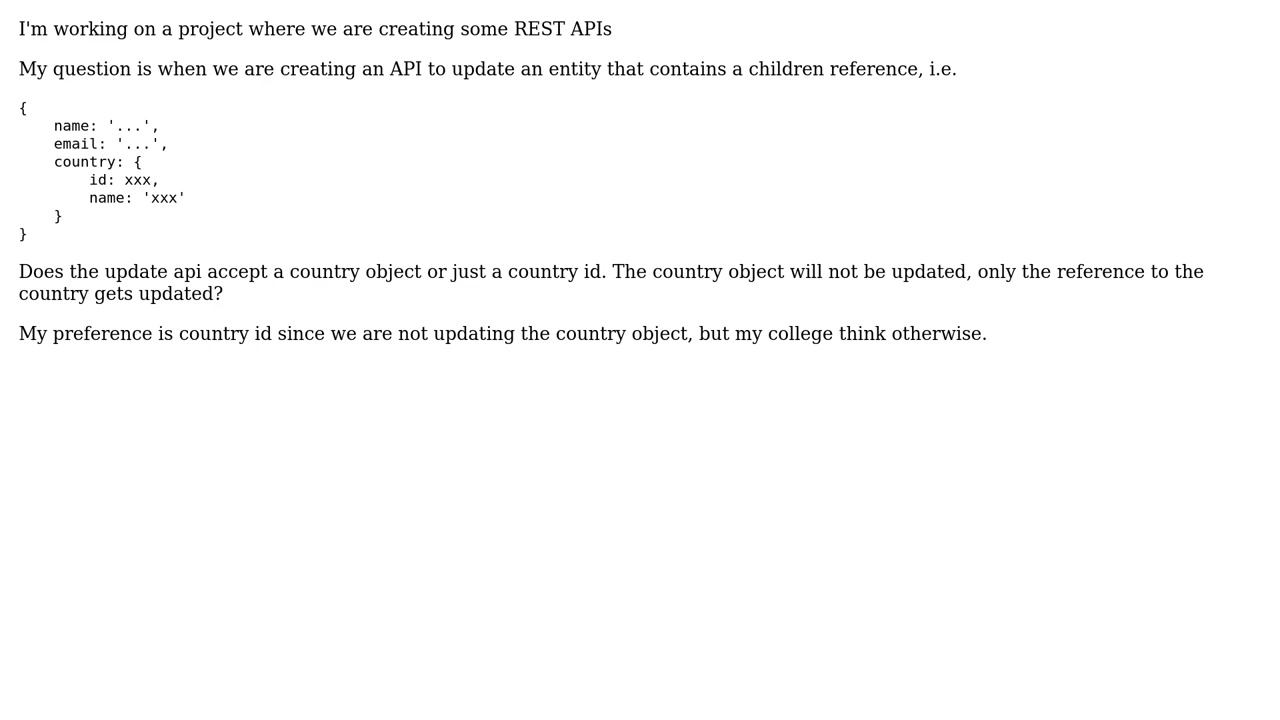 I'm working on a project where we are creating some REST APIs
My question is when we are creating an API to update an entity that contains a children reference, i.e.
{
    name: '...',
    email: '...',
    country: {
        id: xxx,
        name: 'xxx'
    }
}
Does the update api accept a country object or just a country id. The country object will not be updated, only the reference to the
country gets updated?
My preference is country id since we are not updating the country object, but my college think otherwise.